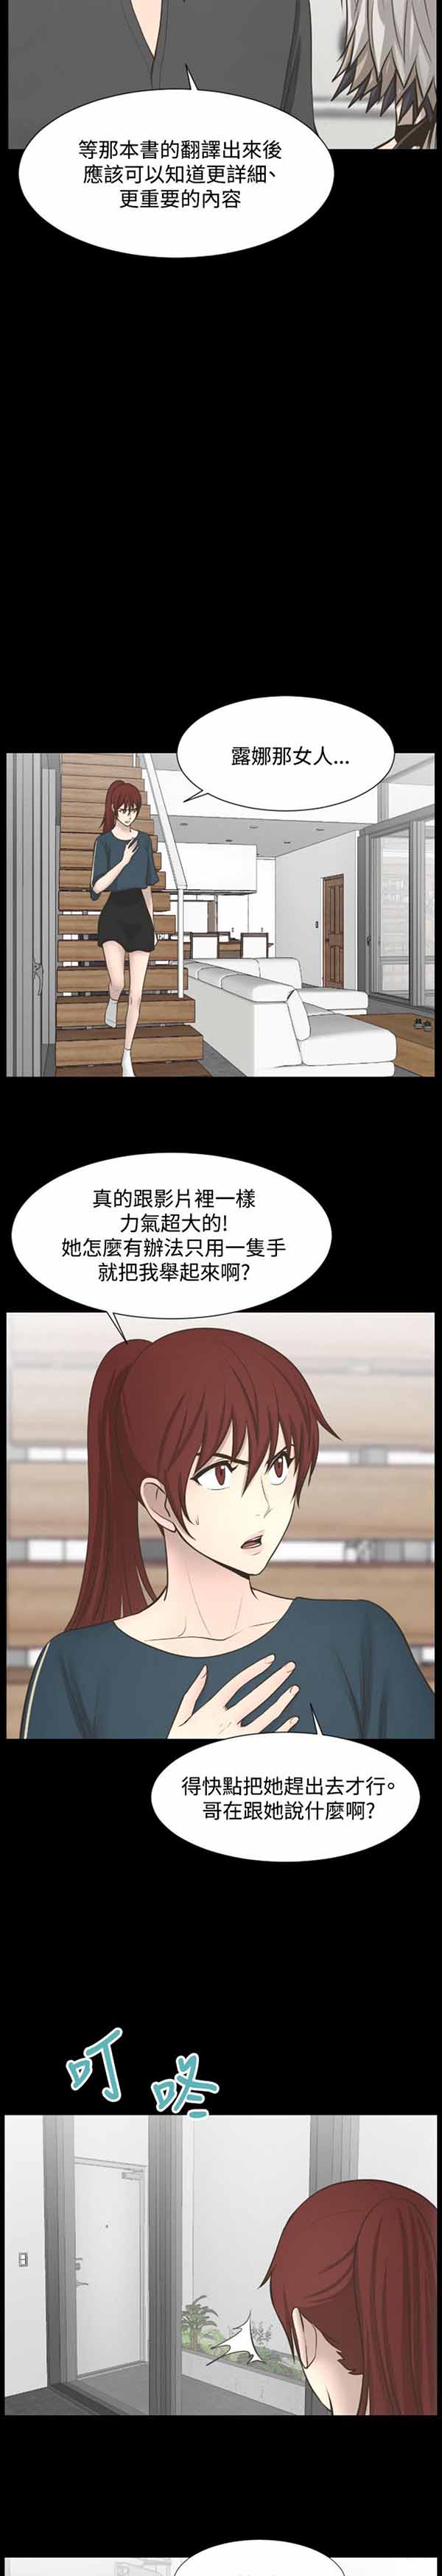 等那本書的翻譯出來後
應該可以知道更詳細、
更重要的內容
露娜那女人...
真的跟影片裡一樣
力氣超大的!
她怎麼有辦法只用一隻手
就把我舉起來啊?
得快點把她趕出去才行。
哥在跟她說什麼啊?
叮咚